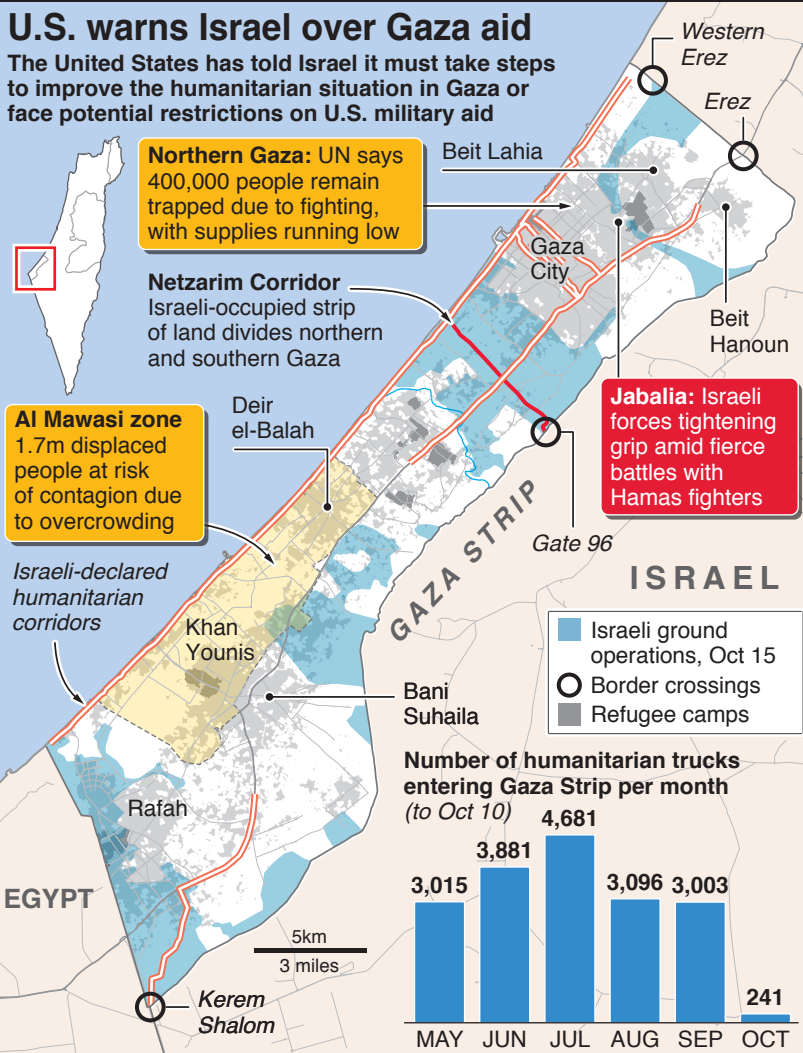 U.S. warns Israel over Gaza aid
The United States has told Israel it must take steps
to improve the humanitarian situation in Gaza or
face potential restrictions on U.S. military aid
Western
Erez
Erez
Northern Gaza: UN says
400,000 people remain
trapped due to fighting,
with supplies running low
Beit Lahia
Gaza
City
Netzarim Corridor
Israeli-occupied strip
of land divides northern
and southern Gaza
Beit
Hanoun
Jabalia: Israeli
forces tightening
grip amid fierce
battles with
Hamas fighters
Al Mawasi zone
1.7m displaced
people at risk
of contagion due
to overcrowding
Deir
el-Balah
Gate 96
GAZA STRIP
ISRAEL
Israeli-declared
humanitarian
corridors
Khan
Younis
Israeli ground
operations, Oct 15
Border crossings
Refugee camps
Bani
Suhaila
Rafah
EGYPT
5km
3 miles
Kerem
Shalom
Number of humanitarian trucks
entering Gaza Strip per month
(to Oct 10)
3,015
3,881
4,681
3,096
3,003
241
MAY JUN JUL AUG SEP OCT